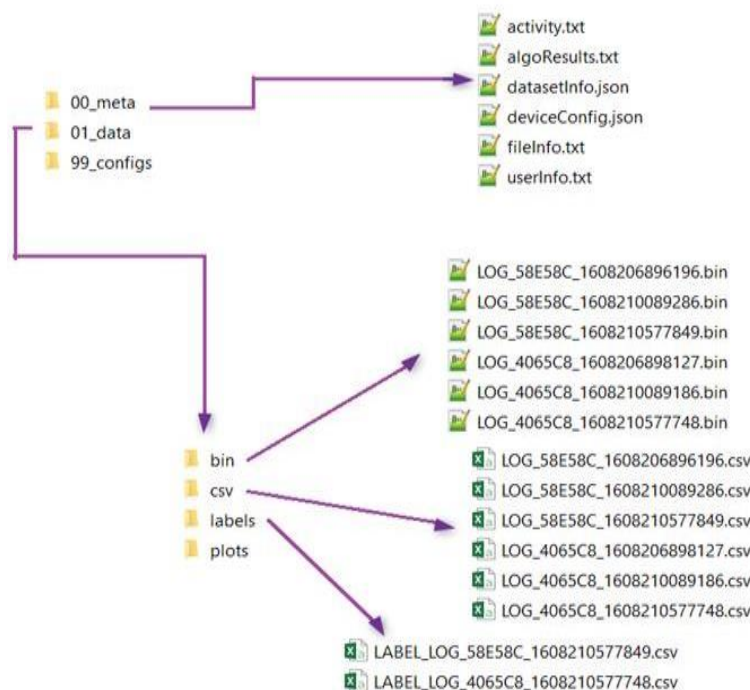 activity.txt
algoResults.txt
datasetInfo.json
deviceConfig.json
fileInfo.txt
userInfo.txt
00_meta
01_data
99_configs
LOG_58E58C_1608206896196.bin
LOG_58E58C_1608210089286.bin
LOG_58E58C_1608210577849.bin
LOG_4065C8_1608206898127.bin
LOG_4065C8_1608210089186.bin
LOG_4065C8_1608210577748.bin
bin
csv
labels
plots
LOG_58E58C_1608206896196.csv
LOG_58E58C_1608210089286.csv
LOG_58E58C_1608210577849.csv
LOG_4065C8_1608206898127.csv
LOG_4065C8_1608210089186.csv
LOG_4065C8_1608210577748.csv
LABEL_LOG_58E58C_1608210577849.csv
LABEL_LOG_4065C8_1608210577748.csv